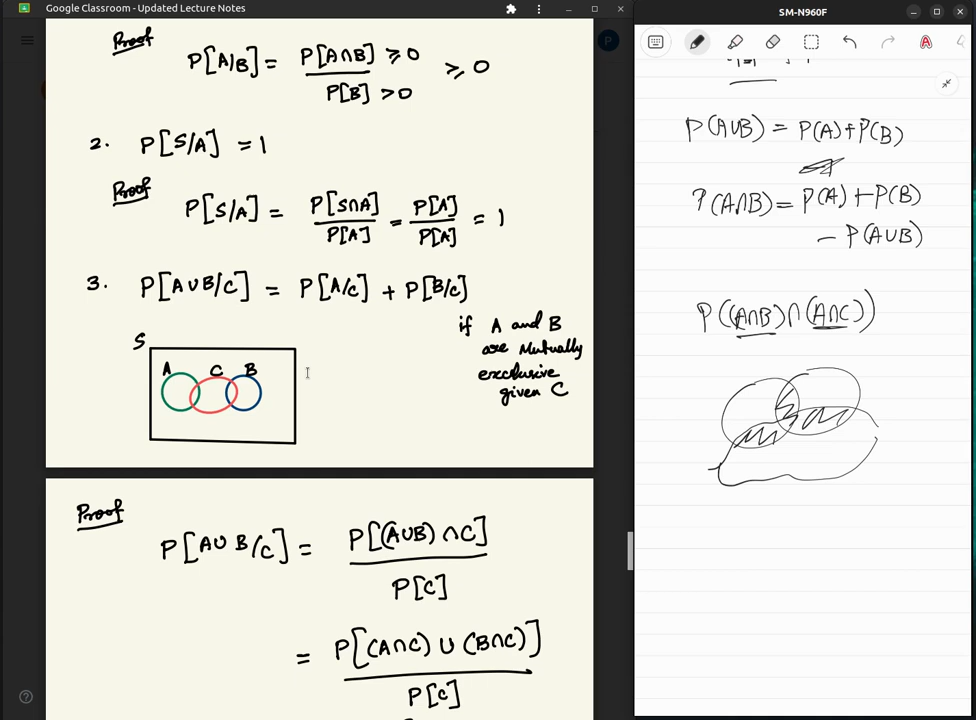 Google Classroom - Updated Lecture Notes
Proof
P[A/B] = P[A∩B] ≥ 0 / P[B] > 0 ≥ 0
2. P[S/A] = 1
Proof
P[S/A] = P[S∩A] / P[A] = P[A] / P[A] = 1
3. P[A∪B/C] = P[A/C] + P[B/C]
if A and B
are Mutually
exclusive
given C
S
A C B
Proof
P[A∪B/C] = P[(A∪B)∩C] / P[C]
= P[(A∩C) ∪ (B∩C)] / P[C]
P
SM-N960F
A
P(A∪B) = P(A)+P(B)
P(A∩B) = P(A)+P(B)
− P(A∪B)
P((A∩B)∩(A∩C))